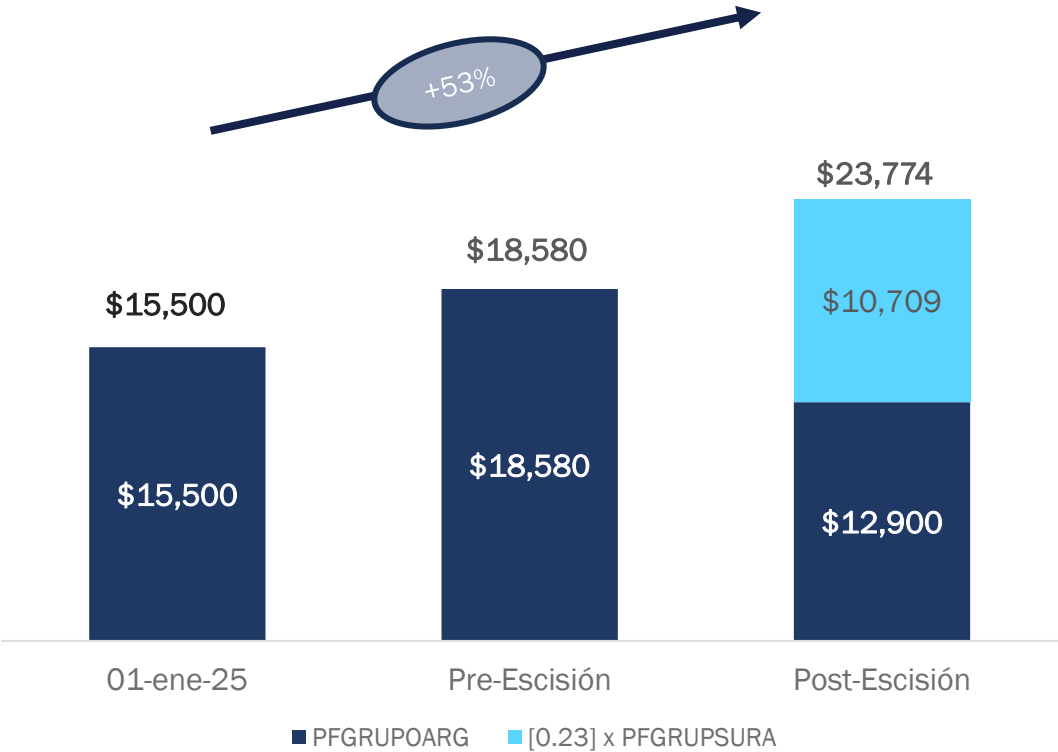 +53%
$23,774
$18,580
$15,500
$10,709
$18,580
$15,500
$12,900
01-ene-25
Pre-Escisión
Post-Escisión
PFGRUPOARG
[0.23] x PFGRUPSURA